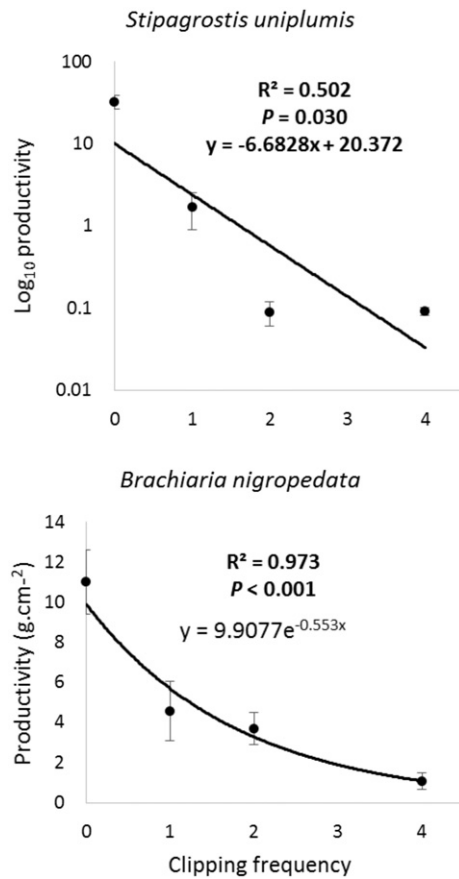 Stipagrostis uniplumis
100
10
1
0.1
0.01
Log₁₀ productivity
R² = 0.502
P = 0.030
y = -6.6828x + 20.372
0 1 2 3 4
Brachiaria nigropedata
14
12
10
8
6
4
2
0
Productivity (g.cm-²)
R² = 0.973
P < 0.001
y = 9.9077e^-0.553x
0 1 2 3 4
Clipping frequency